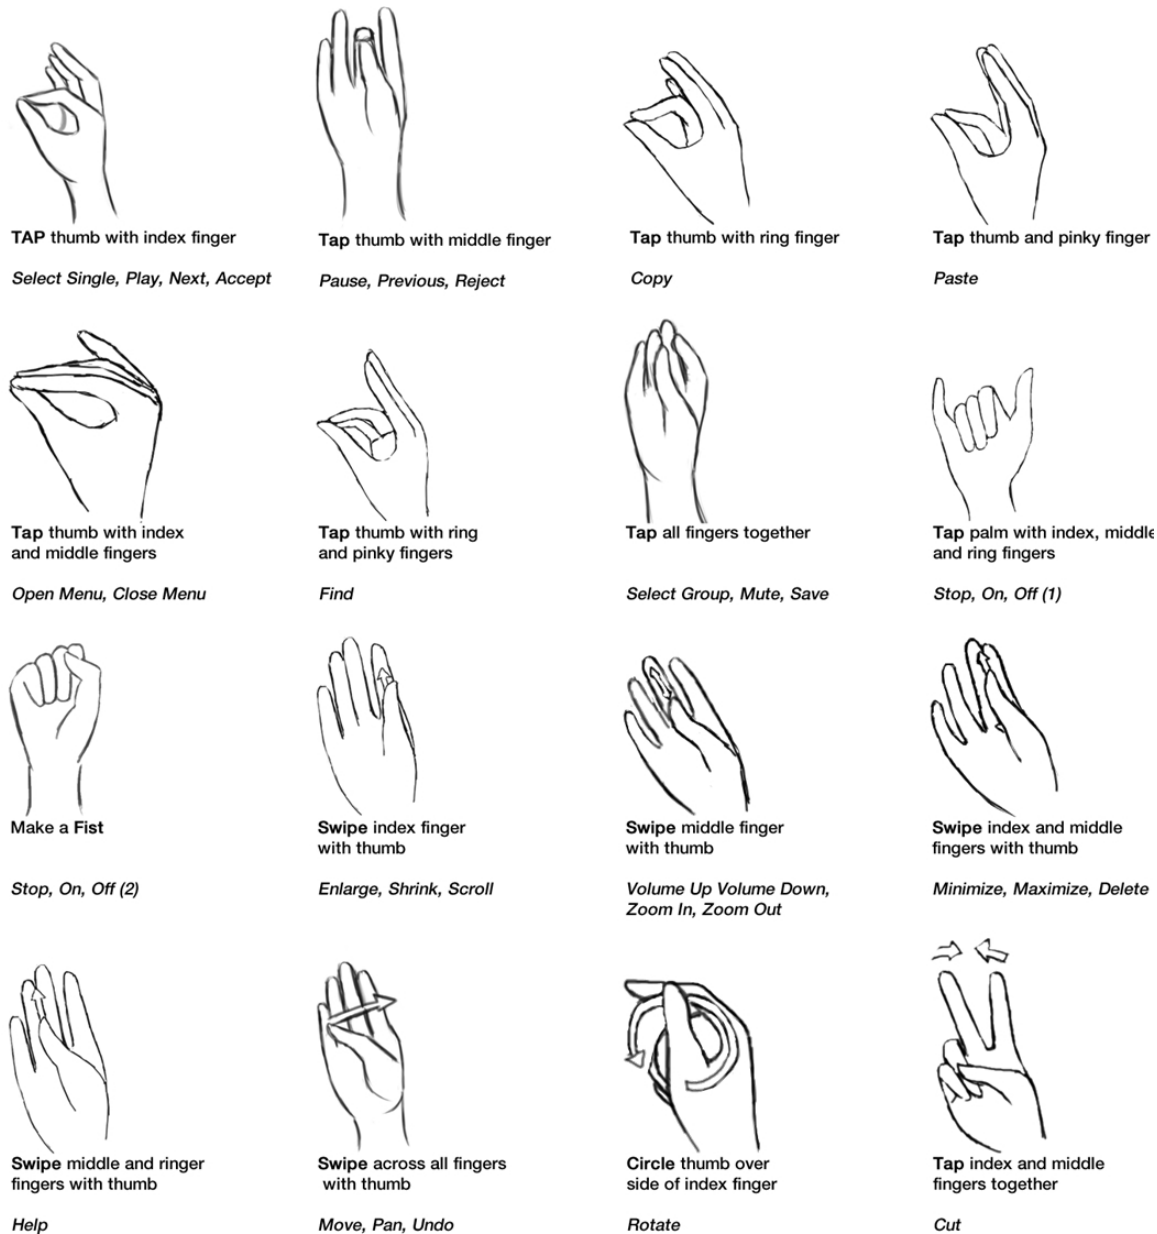 TAP thumb with index finger
Select Single, Play, Next, Accept
Tap thumb with middle finger
Pause, Previous, Reject
Tap thumb with ring finger
Copy
Tap thumb and pinky finger
Paste
Tap thumb with index
and middle fingers
Open Menu, Close Menu
Tap thumb with ring
and pinky fingers
Find
Tap all fingers together
Select Group, Mute, Save
Tap palm with index, middle
and ring fingers
Stop, On, Off (1)
Make a Fist
Stop, On, Off (2)
Swipe index finger
with thumb
Enlarge, Shrink, Scroll
Swipe middle finger
with thumb
Volume Up Volume Down,
Zoom In, Zoom Out
Swipe index and middle
fingers with thumb
Minimize, Maximize, Delete
Swipe middle and ringer
fingers with thumb
Help
Swipe across all fingers
with thumb
Move, Pan, Undo
Circle thumb over
side of index finger
Rotate
Tap index and middle
fingers together
Cut